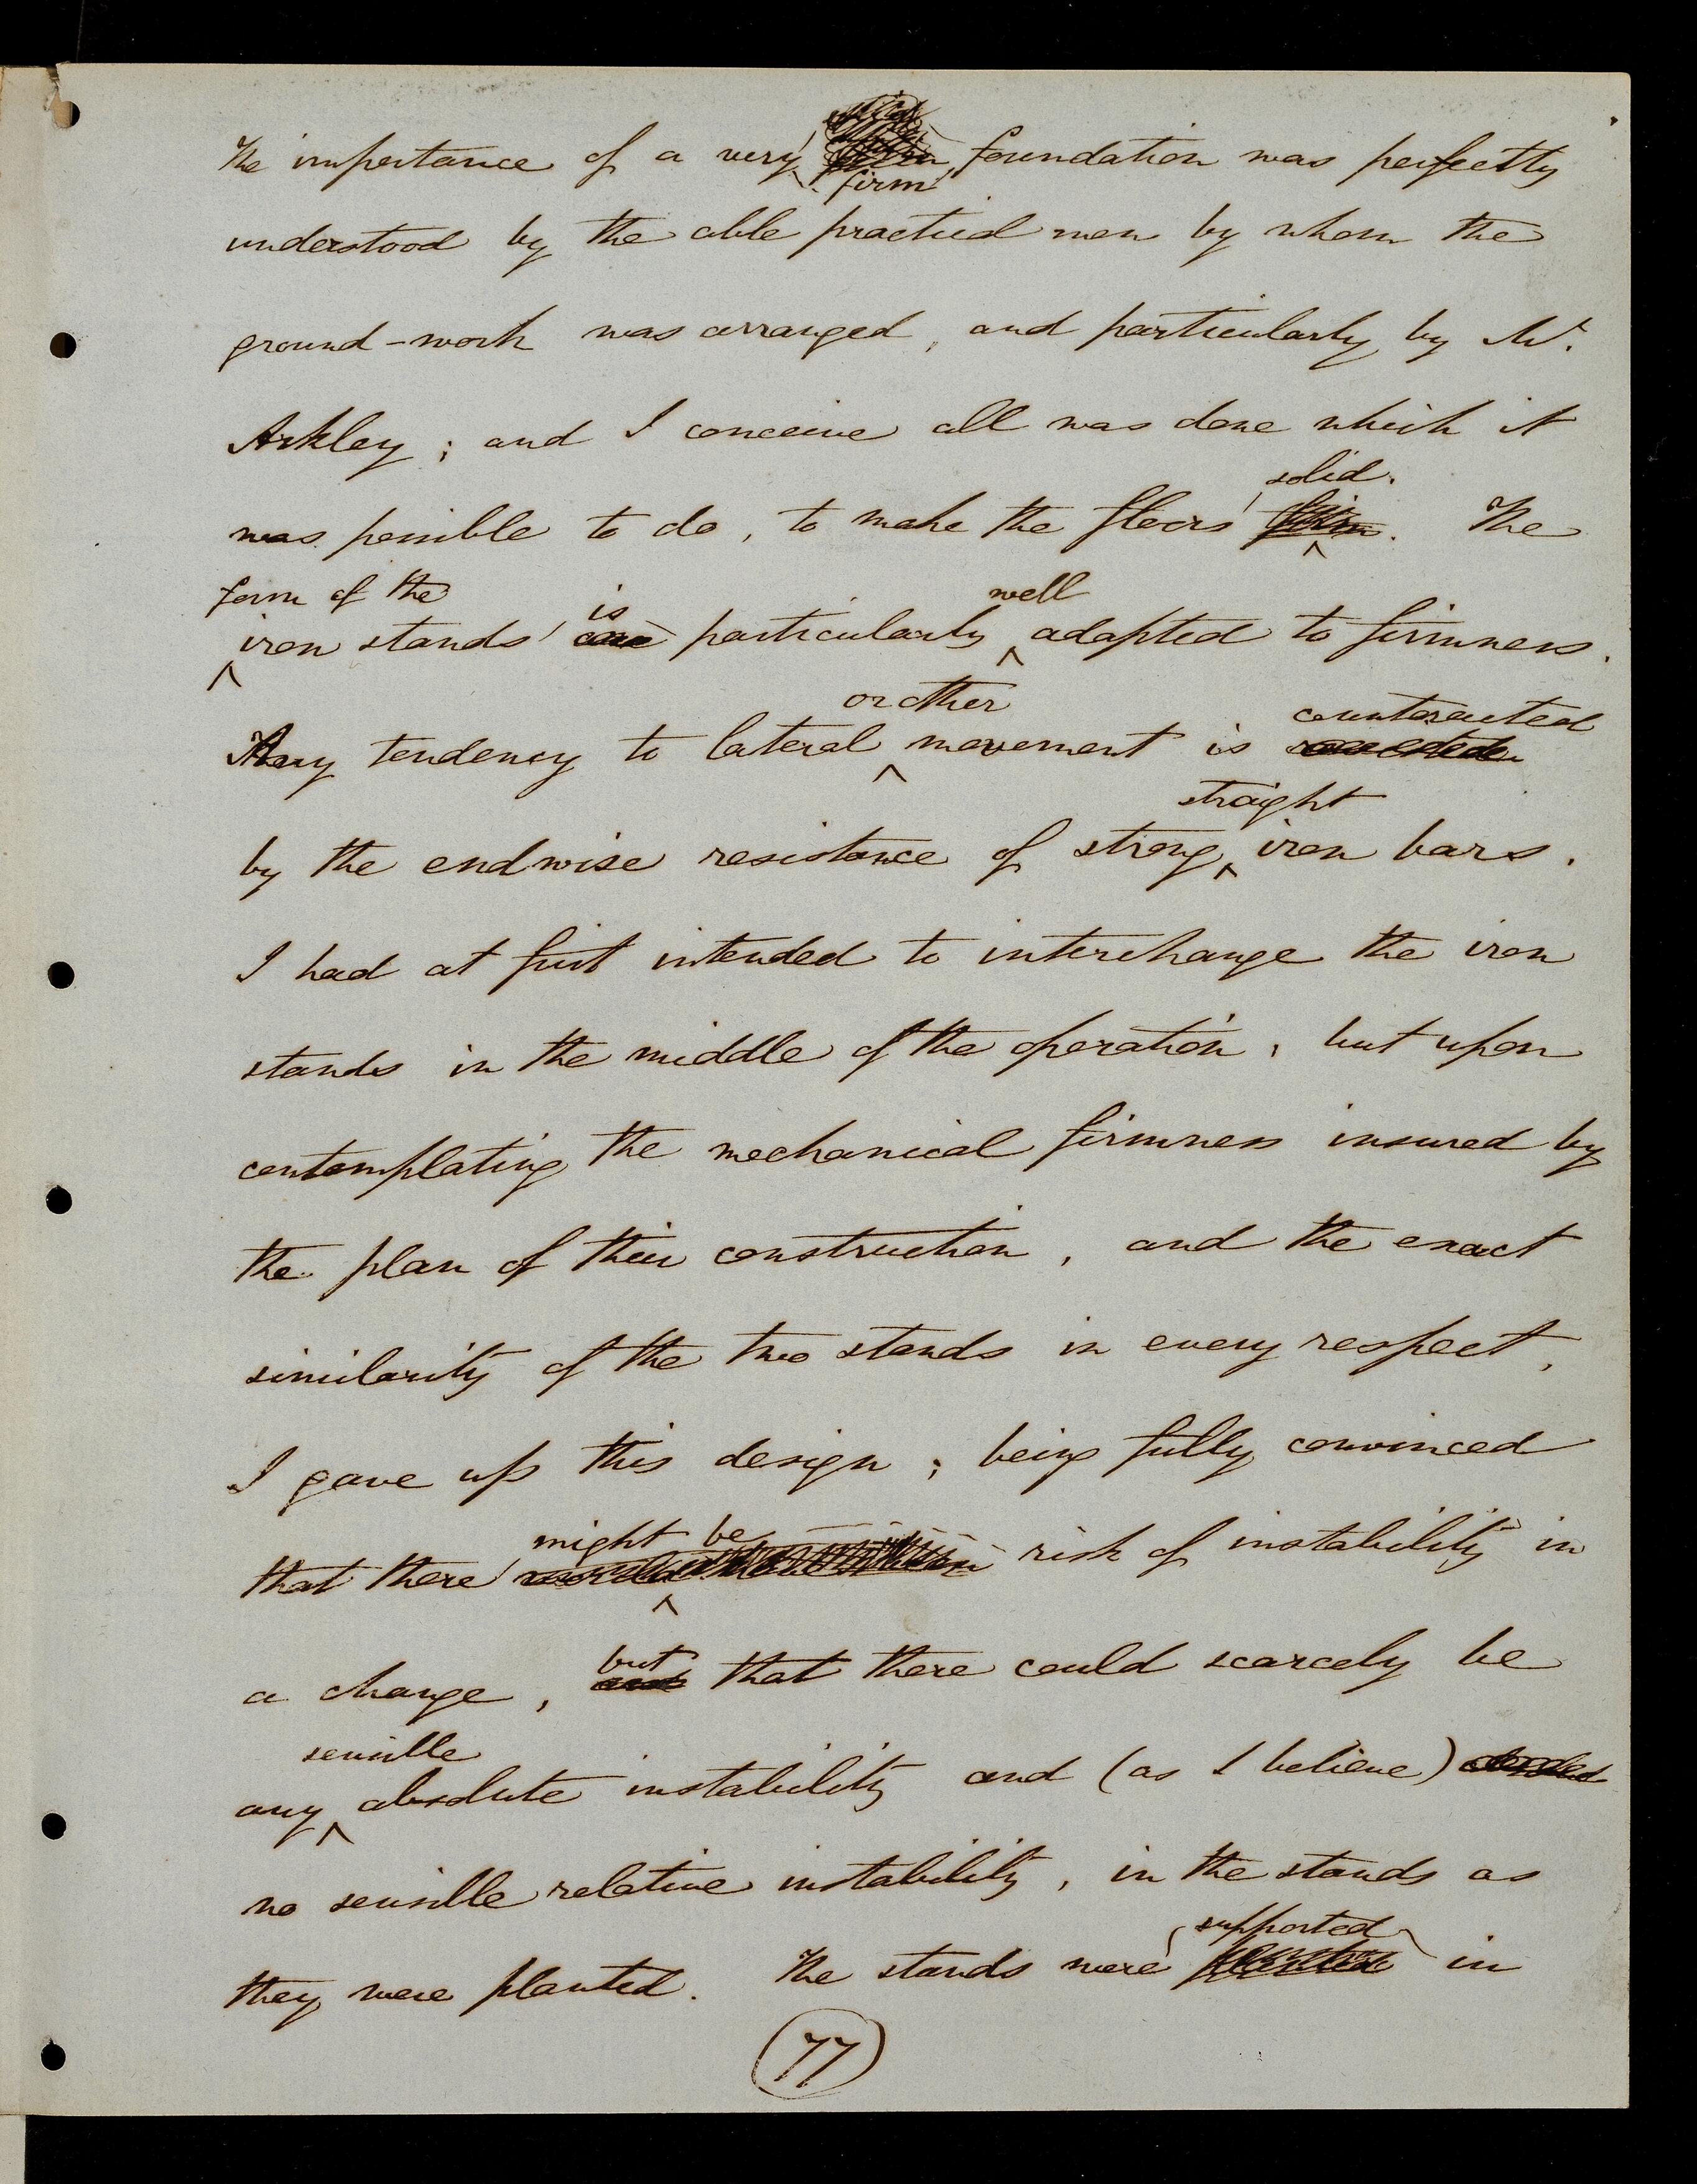 The importance of a very firm foundation was perfectly
understood by the able practical men by whom the
ground-work was arranged, and particularly by Mr.
Arkley; and I conceive all was done which it
solid.
was possible to do, to make the floors firm. The
form of the is well
iron stands are particularly adapted to firmness.
or other counteracted
Any tendency to lateral movement is
straight
by the endwise resistance of strong iron bars.
I had at first intended to interchange the iron
stands in the middle of the operation, but upon
contemplating the mechanical firmness insured by
the plan of their construction, and the exact
similarity of the two stands in every respect,
I gave up this design; being fully convinced
might be
that there risk of instability in
but
a change, and that there could scarcely be
sensible
any absolute instability and (as I believe)
no sensible relative instability, in the stands as
supported
they were planted. The stands were planted in
77